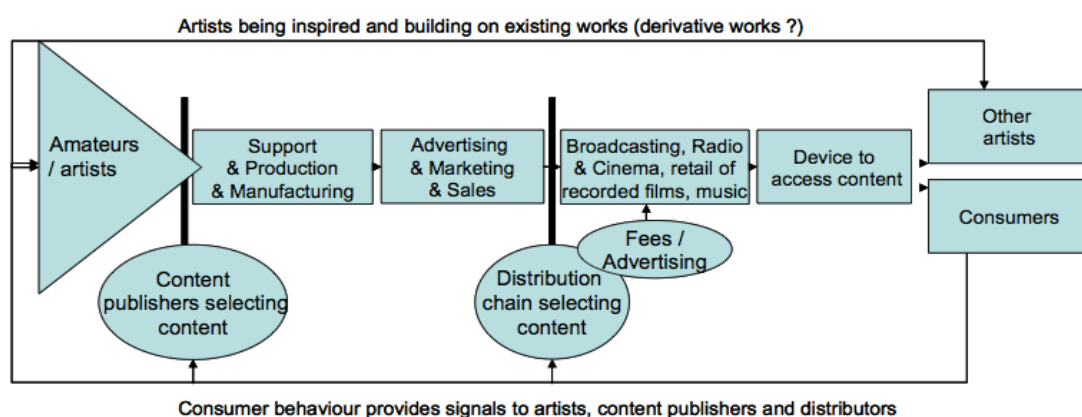 Artists being inspired and building on existing works (derivative works ?)
Amateurs
/ artists
Support
& Production
& Manufacturing
Advertising
& Marketing
& Sales
Broadcasting, Radio
& Cinema, retail of
recorded films, music
Device to
access content
Other
artists
Consumers
Content
publishers selecting
content
Distribution
chain selecting
content
Fees /
Advertising
Consumer behaviour provides signals to artists, content publishers and distributors